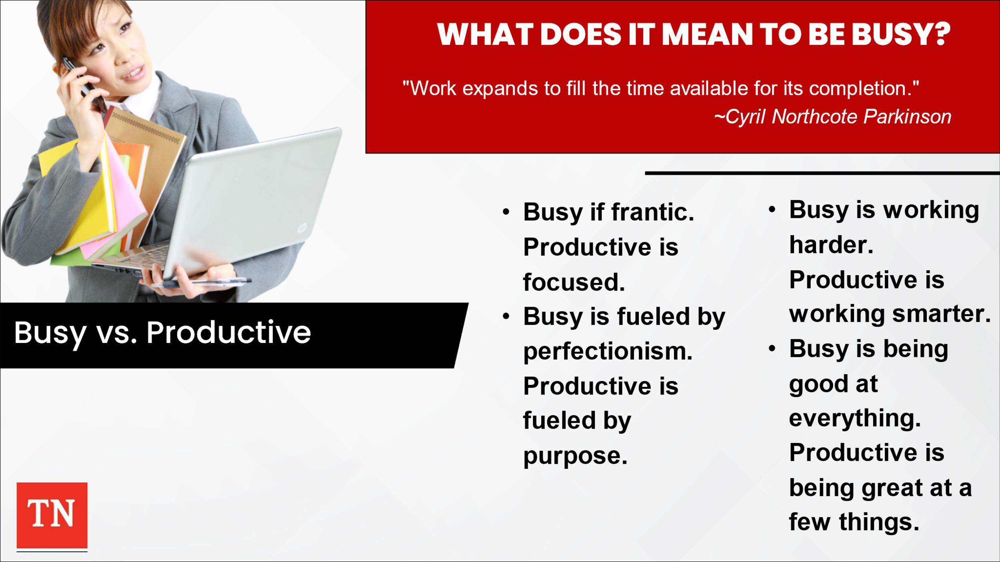 WHAT DOES IT MEAN TO BE BUSY?
"Work expands to fill the time available for its completion."
~Cyril Northcote Parkinson
Busy vs. Productive
• Busy if frantic.
Productive is
focused.
• Busy is fueled by
perfectionism.
Productive is
fueled by
purpose.
• Busy is working
harder.
Productive is
working smarter.
• Busy is being
good at
everything.
Productive is
being great at a
few things.
TN
hp